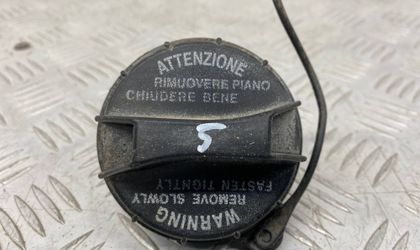 ATTENZIONE
RIMUOVERE PIANO
CHIUDERE BENE
5
WARNING
REMOVE SLOWLY
FASTEN TIGHTLY